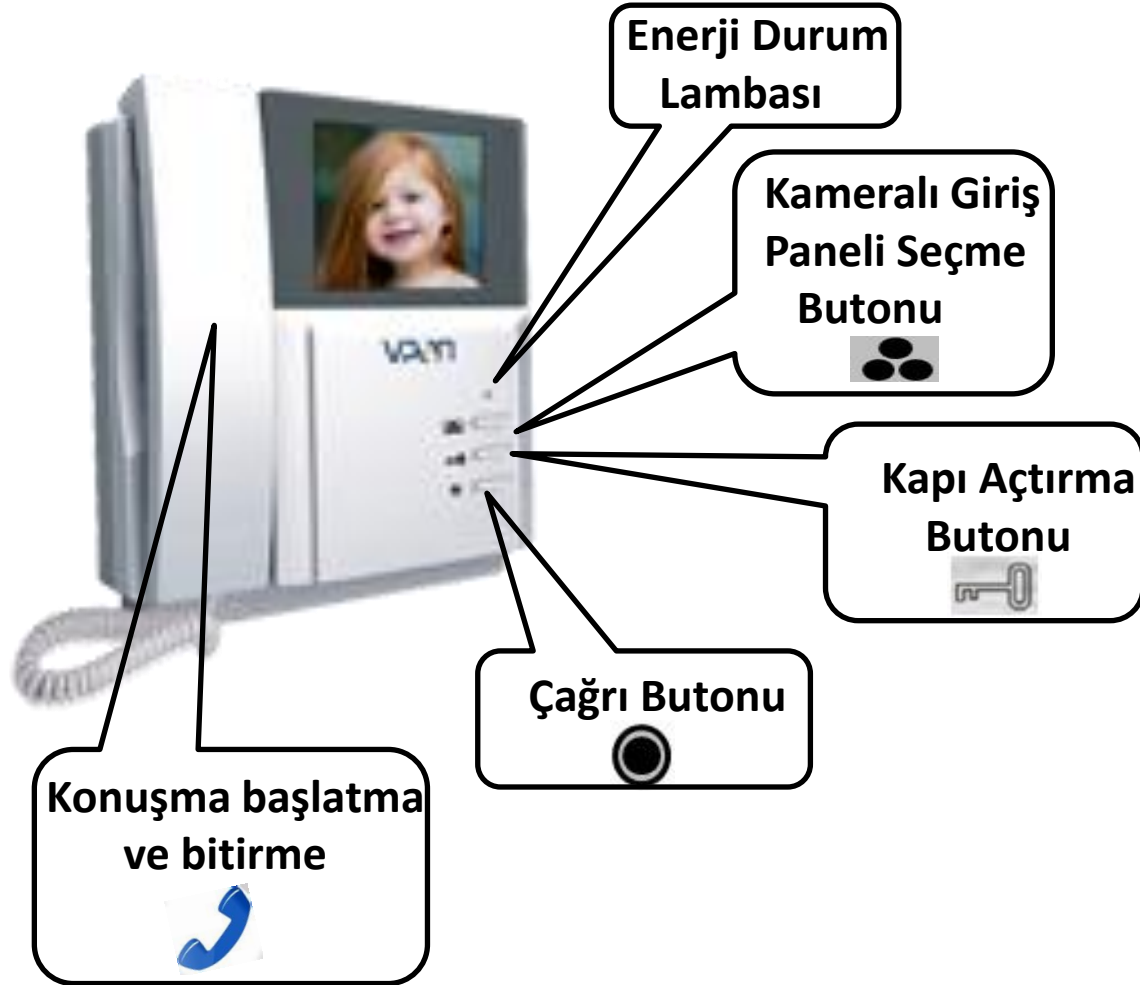 Enerji Durum
Lambası
Kameralı Giriş
Paneli Seçme
Butonu
Kapı Açtırma
Butonu
Çağrı Butonu
Konuşma başlatma
ve bitirme